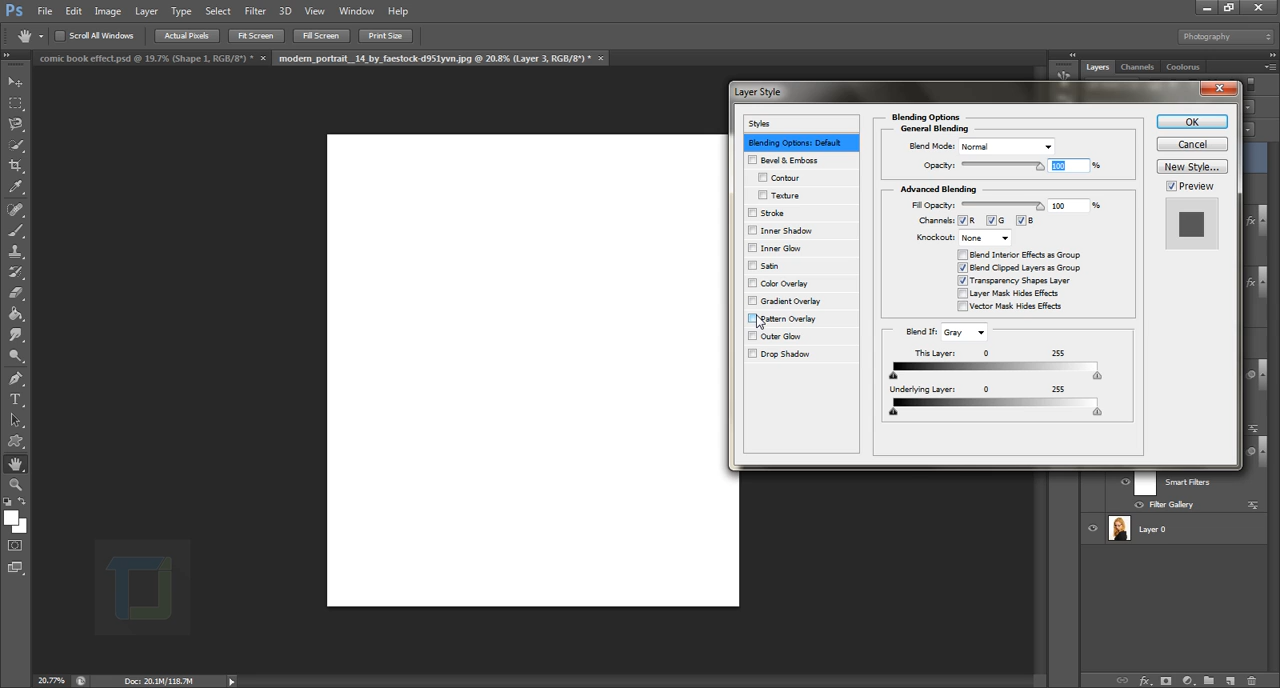 Ps File Edit Image Layer Type Select Filter 3D View Window Help
Scroll All Windows Actual Pixels Fit Screen Fill Screen Print Size Photography
comic book effect.psd @ 19.7% (Shape 1, RGB/8*) * × modern_portrait__14_by_faestock-d951yvn.jpg @ 20.8% (Layer 3, RGB/8*) * ×
Layers Channels Coolorus
Layer Style
Styles
Blending Options: Default
Bevel & Emboss
Contour
Texture
Stroke
Inner Shadow
Inner Glow
Satin
Color Overlay
Gradient Overlay
Pattern Overlay
Outer Glow
Drop Shadow
Blending Options
General Blending
Blend Mode: Normal
Opacity: 100 %
Advanced Blending
Fill Opacity: 100 %
Channels: R G B
Knockout: None
Blend Interior Effects as Group
Blend Clipped Layers as Group
Transparency Shapes Layer
Layer Mask Hides Effects
Vector Mask Hides Effects
Blend If: Gray
This Layer: 0 255
Underlying Layer: 0 255
OK
Cancel
New Style...
Preview
fx
fx
Smart Filters
Filter Gallery
Layer 0
T
20.77% Doc: 20.1M/118.7M
fx